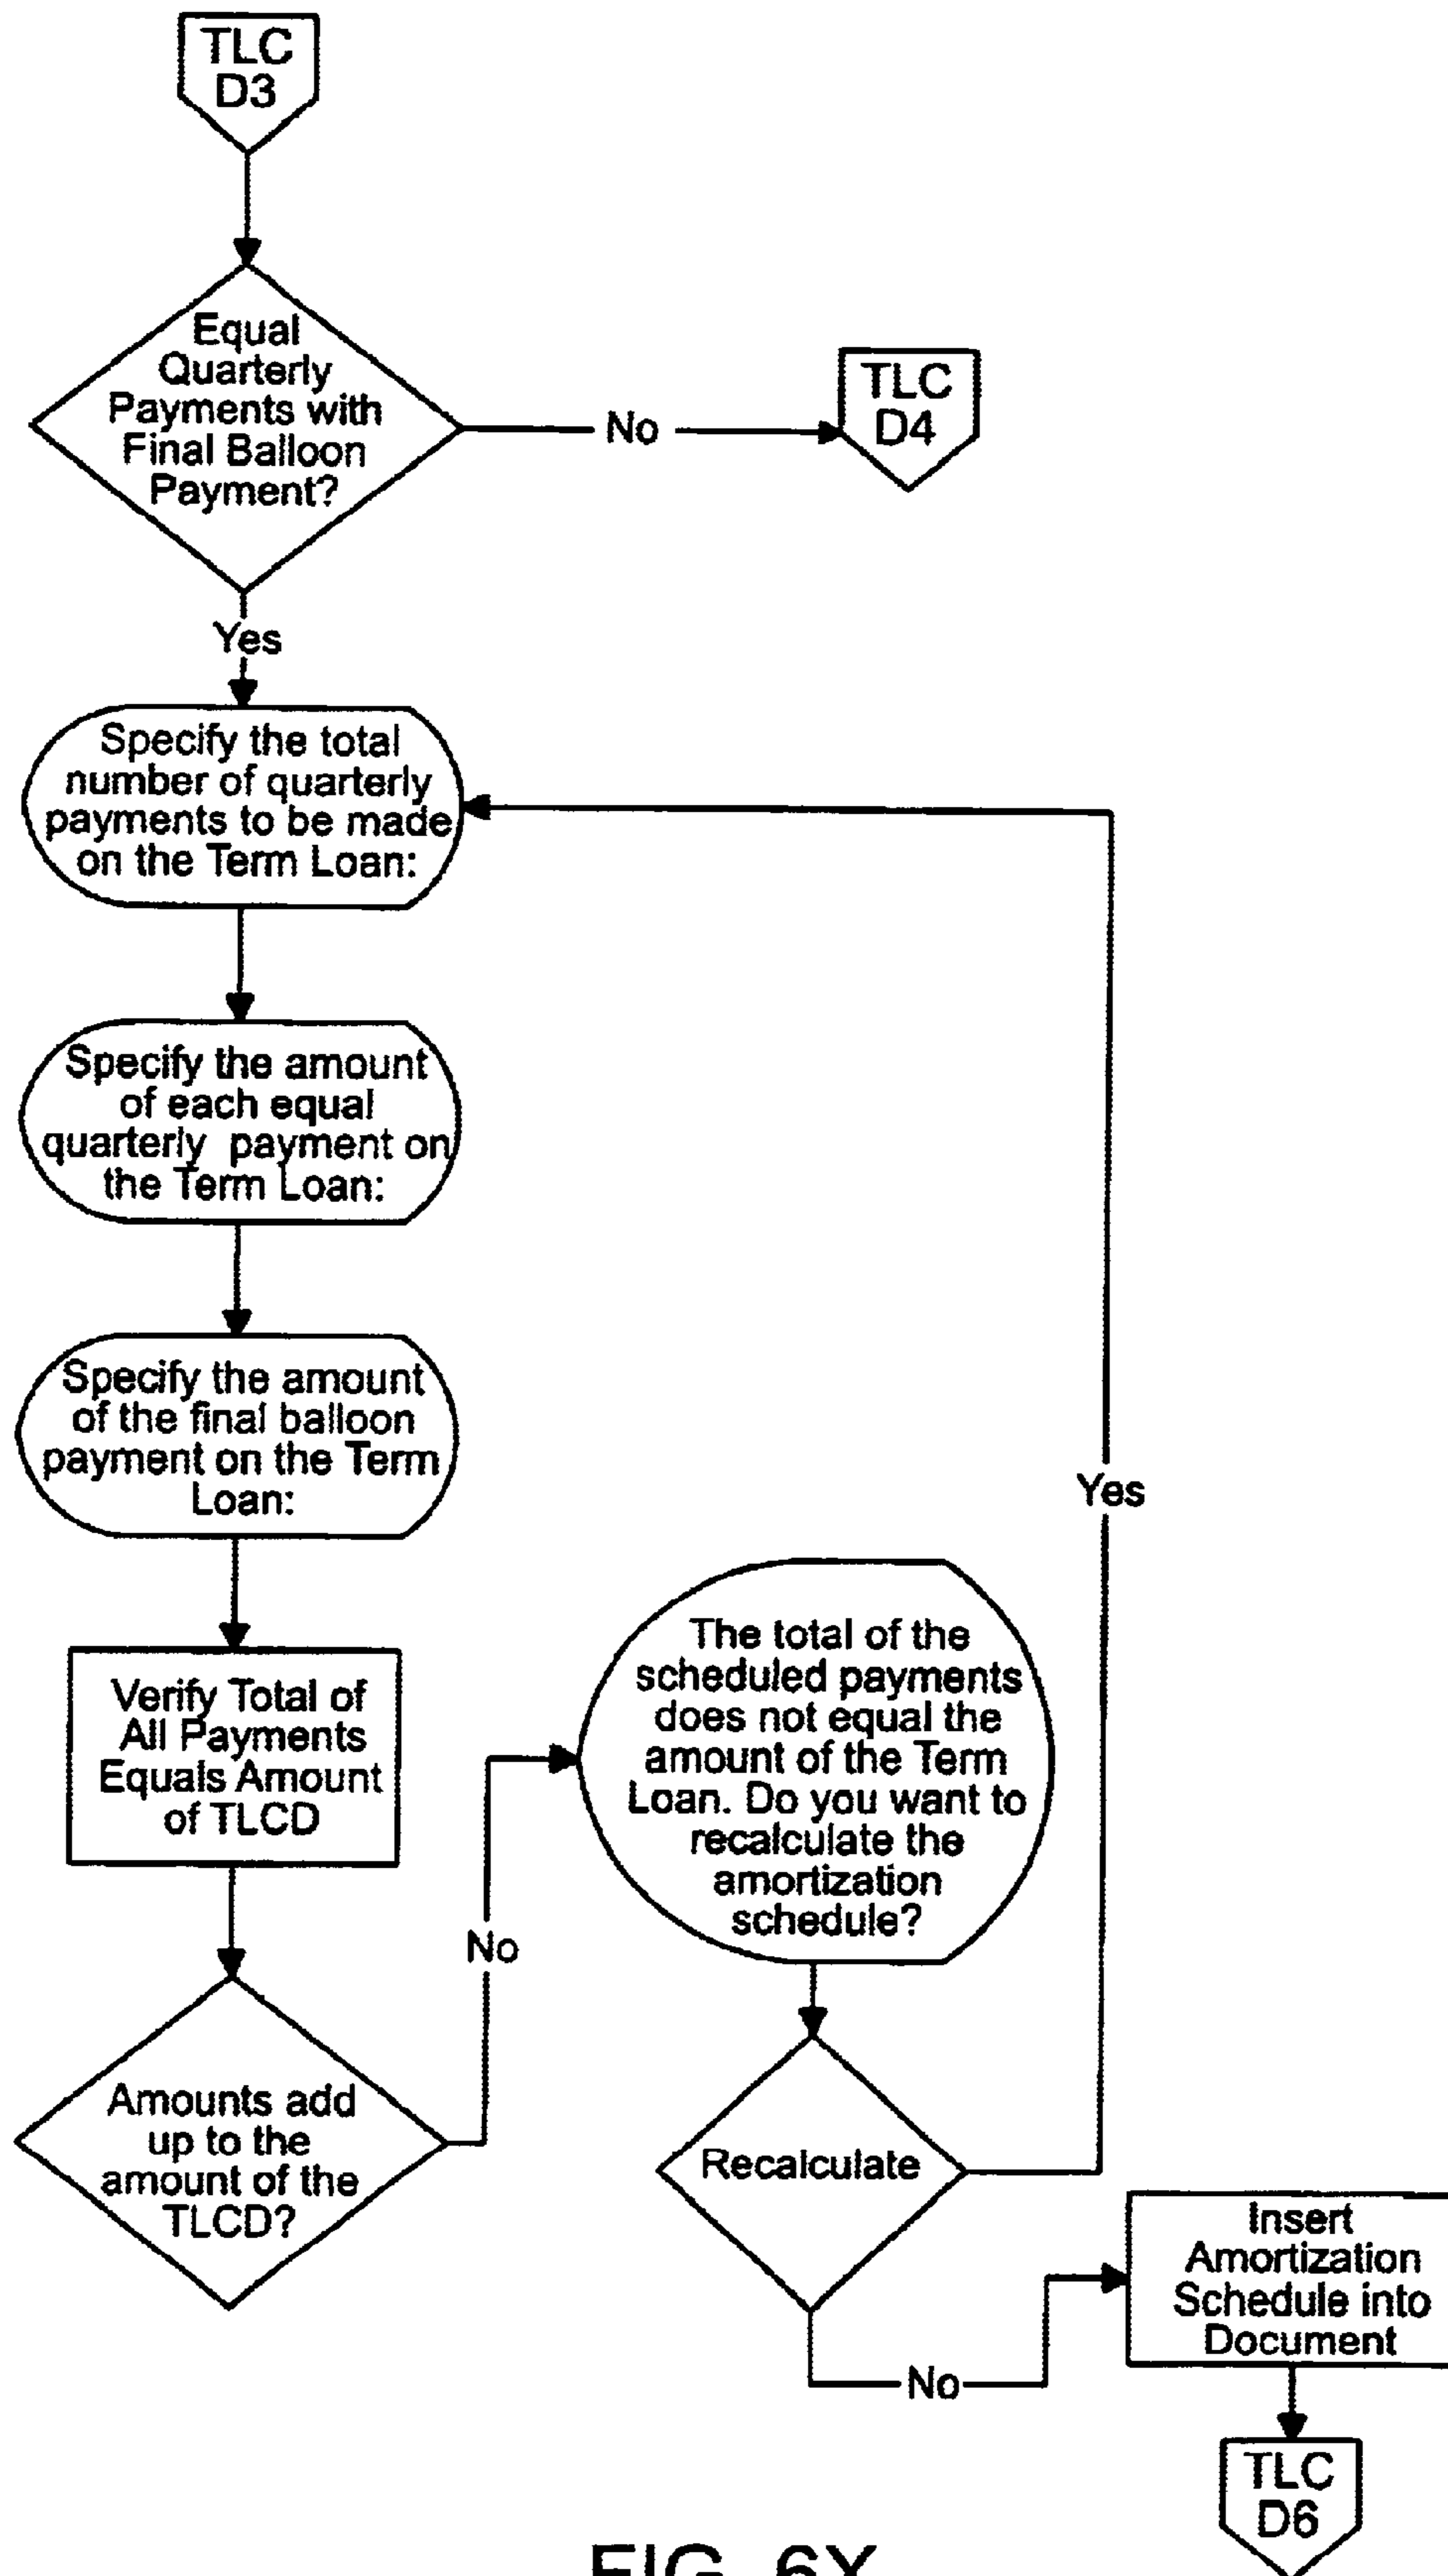 TLC
D3
Equal
Quarterly
Payments with
Final Balloon
Payment?
No
TLC
D4
Yes
Specify the total
number of quarterly
payments to be made
on the Term Loan:
Specify the amount
of each equal
quarterly payment on
the Term Loan:
Specify the amount
of the final balloon
payment on the Term
Loan:
Yes
Verify Total of
All Payments
Equals Amount
of TLCD
No
The total of the
scheduled payments
does not equal the
amount of the Term
Loan. Do you want to
recalculate the
amortization
schedule?
Amounts add
up to the
amount of the
TLCD?
Recalculate
No
Insert
Amortization
Schedule into
Document
TLC
D6
FIG. 6X